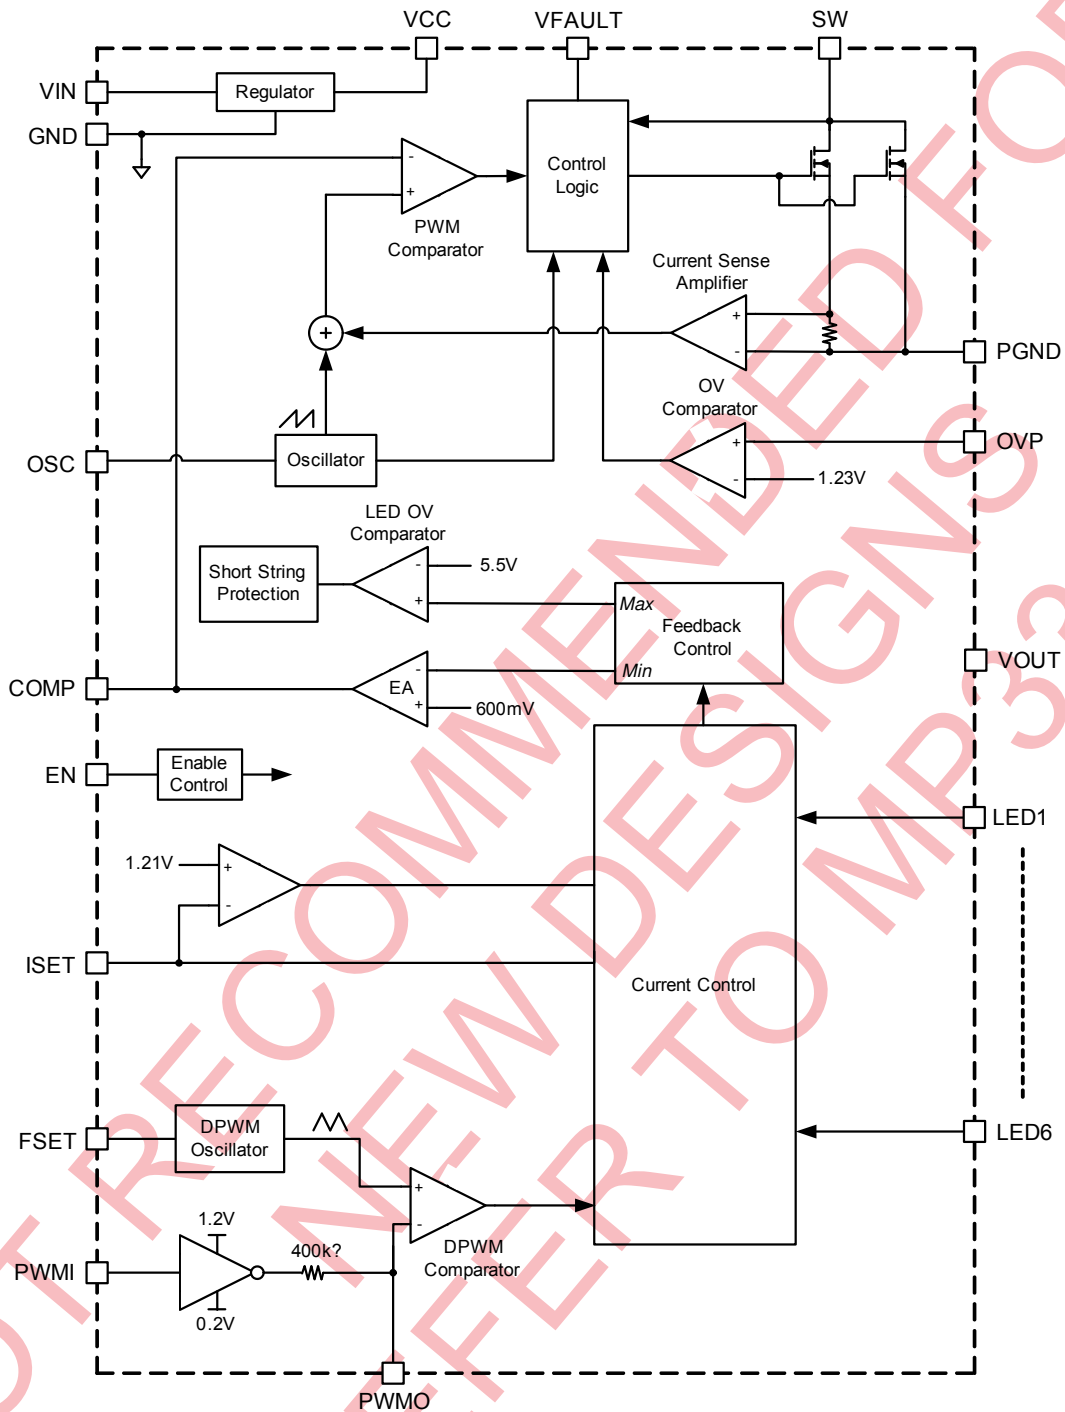 VCC
VFAULT
SW
VIN
Regulator
GND
-
+
PWM
Comparator
Control
Logic
Current Sense
Amplifier
+
-
+
PGND
OV
Comparator
+
-
1.23V
OVP
OSC
Oscillator
LED OV
Comparator
Short String
Protection
-
+
5.5V
Max
Feedback
Control
Min
VOUT
COMP
EA
-
+
600mV
EN
Enable
Control
LED1
1.21V
+
-
ISET
Current Control
FSET
DPWM
Oscillator
LED6
+
-
DPWM
Comparator
1.2V
400k?
PWMI
0.2V
PWMO
NOT RECOMMENDED FOR
NEW DESIGNS
REFER TO MP33